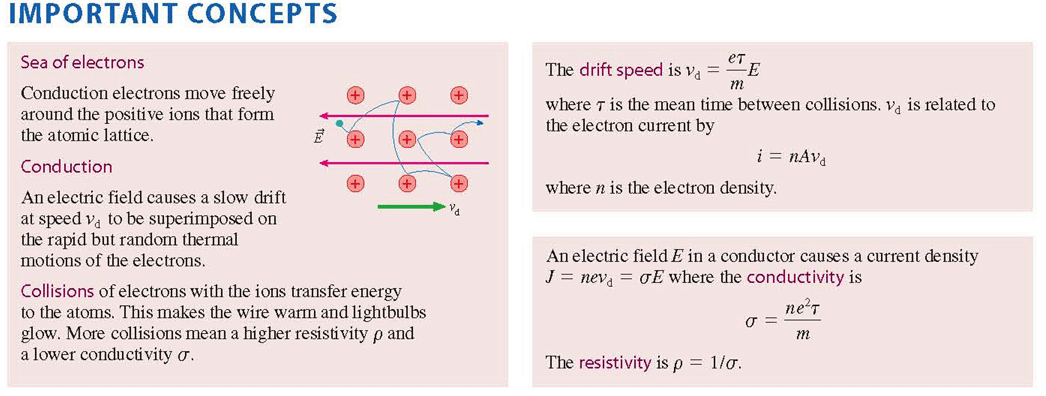 IMPORTANT CONCEPTS
Sea of electrons
Conduction electrons move freely
around the positive ions that form
the atomic lattice.
Conduction
An electric field causes a slow drift
at speed v_d to be superimposed on
the rapid but random thermal
motions of the electrons.
Collisions of electrons with the ions transfer energy
to the atoms. This makes the wire warm and lightbulbs
glow. More collisions mean a higher resistivity ρ and
a lower conductivity σ.
+ + +
E⃗ + + +
+ + +
v_d
The drift speed is v_d = eτ/m E
where τ is the mean time between collisions. v_d is related to
the electron current by
i = nAv_d
where n is the electron density.
An electric field E in a conductor causes a current density
J = nev_d = σE where the conductivity is
σ = ne²τ/m
The resistivity is ρ = 1/σ.